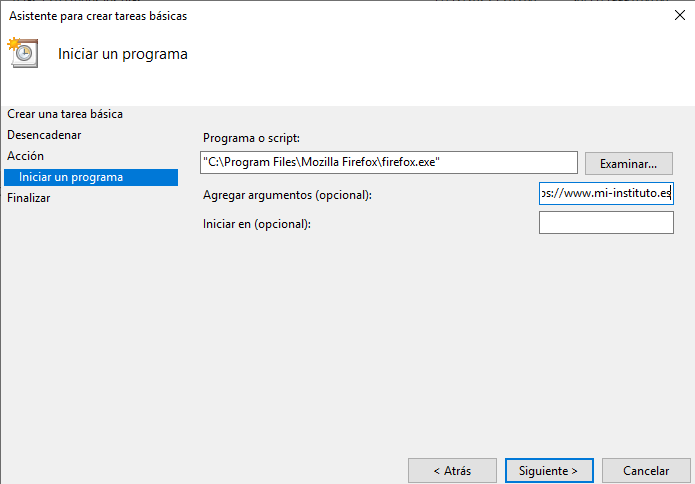 Asistente para crear tareas básicas
Iniciar un programa
Crear una tarea básica
Desencadenar
Acción
Iniciar un programa
Finalizar
Programa o script:
"C:\Program Files\Mozilla Firefox\firefox.exe"
Examinar...
Agregar argumentos (opcional):
ps://www.mi-instituto.es
Iniciar en (opcional):
< Atrás
Siguiente >
Cancelar